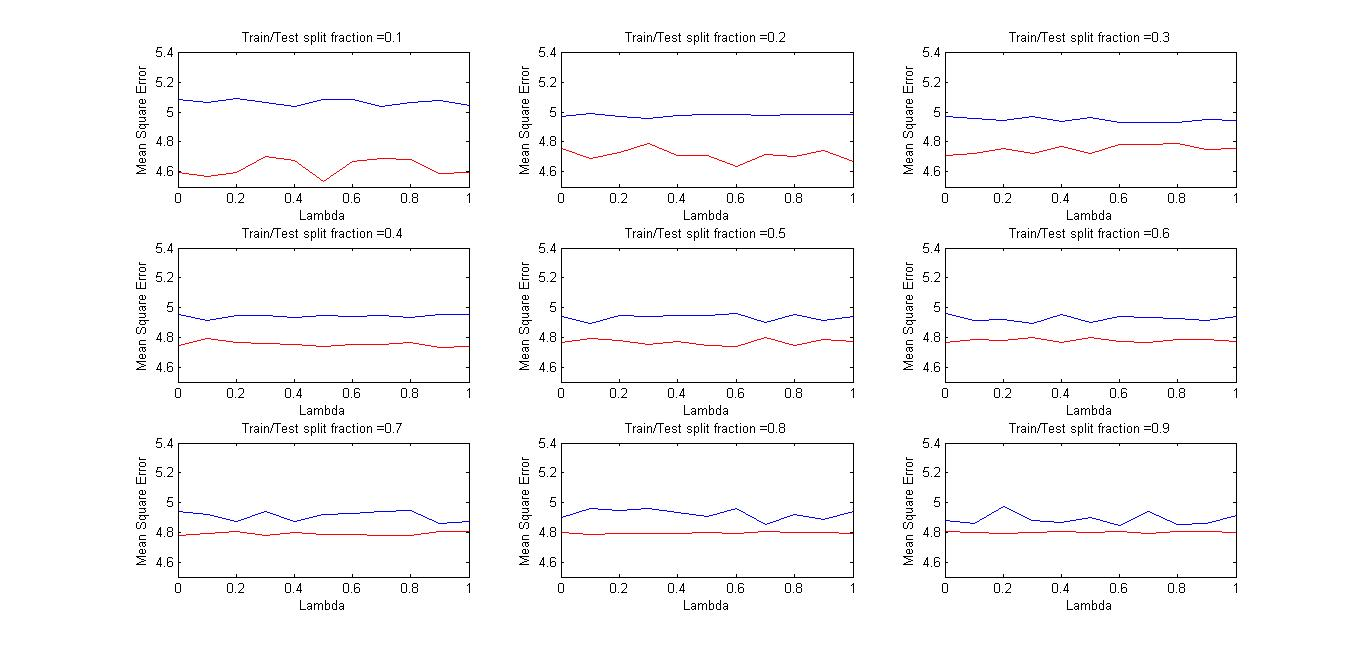 Train/Test split fraction =0.1
5.4
5.2
5
4.8
4.6
Mean Square Error
0 0.2 0.4 0.6 0.8 1
Lambda
Train/Test split fraction =0.2
5.4
5.2
5
4.8
4.6
Mean Square Error
0 0.2 0.4 0.6 0.8 1
Lambda
Train/Test split fraction =0.3
5.4
5.2
5
4.8
4.6
Mean Square Error
0 0.2 0.4 0.6 0.8 1
Lambda
Train/Test split fraction =0.4
5.4
5.2
5
4.8
4.6
Mean Square Error
0 0.2 0.4 0.6 0.8 1
Lambda
Train/Test split fraction =0.5
5.4
5.2
5
4.8
4.6
Mean Square Error
0 0.2 0.4 0.6 0.8 1
Lambda
Train/Test split fraction =0.6
5.4
5.2
5
4.8
4.6
Mean Square Error
0 0.2 0.4 0.6 0.8 1
Lambda
Train/Test split fraction =0.7
5.4
5.2
5
4.8
4.6
Mean Square Error
0 0.2 0.4 0.6 0.8 1
Lambda
Train/Test split fraction =0.8
5.4
5.2
5
4.8
4.6
Mean Square Error
0 0.2 0.4 0.6 0.8 1
Lambda
Train/Test split fraction =0.9
5.4
5.2
5
4.8
4.6
Mean Square Error
0 0.2 0.4 0.6 0.8 1
Lambda